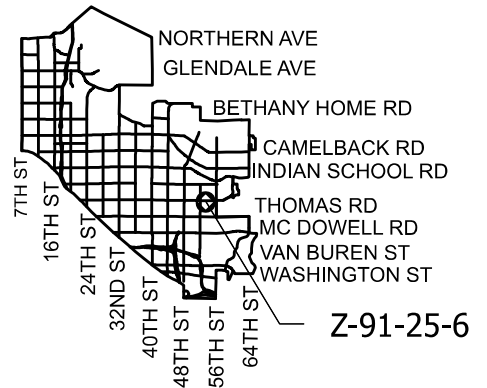 NORTHERN AVE
GLENDALE AVE
BETHANY HOME RD
CAMELBACK RD
INDIAN SCHOOL RD
THOMAS RD
MC DOWELL RD
VAN BUREN ST
WASHINGTON ST
7TH ST
16TH ST
24TH ST
32ND ST
40TH ST
48TH ST
56TH ST
64TH ST
Z-91-25-6